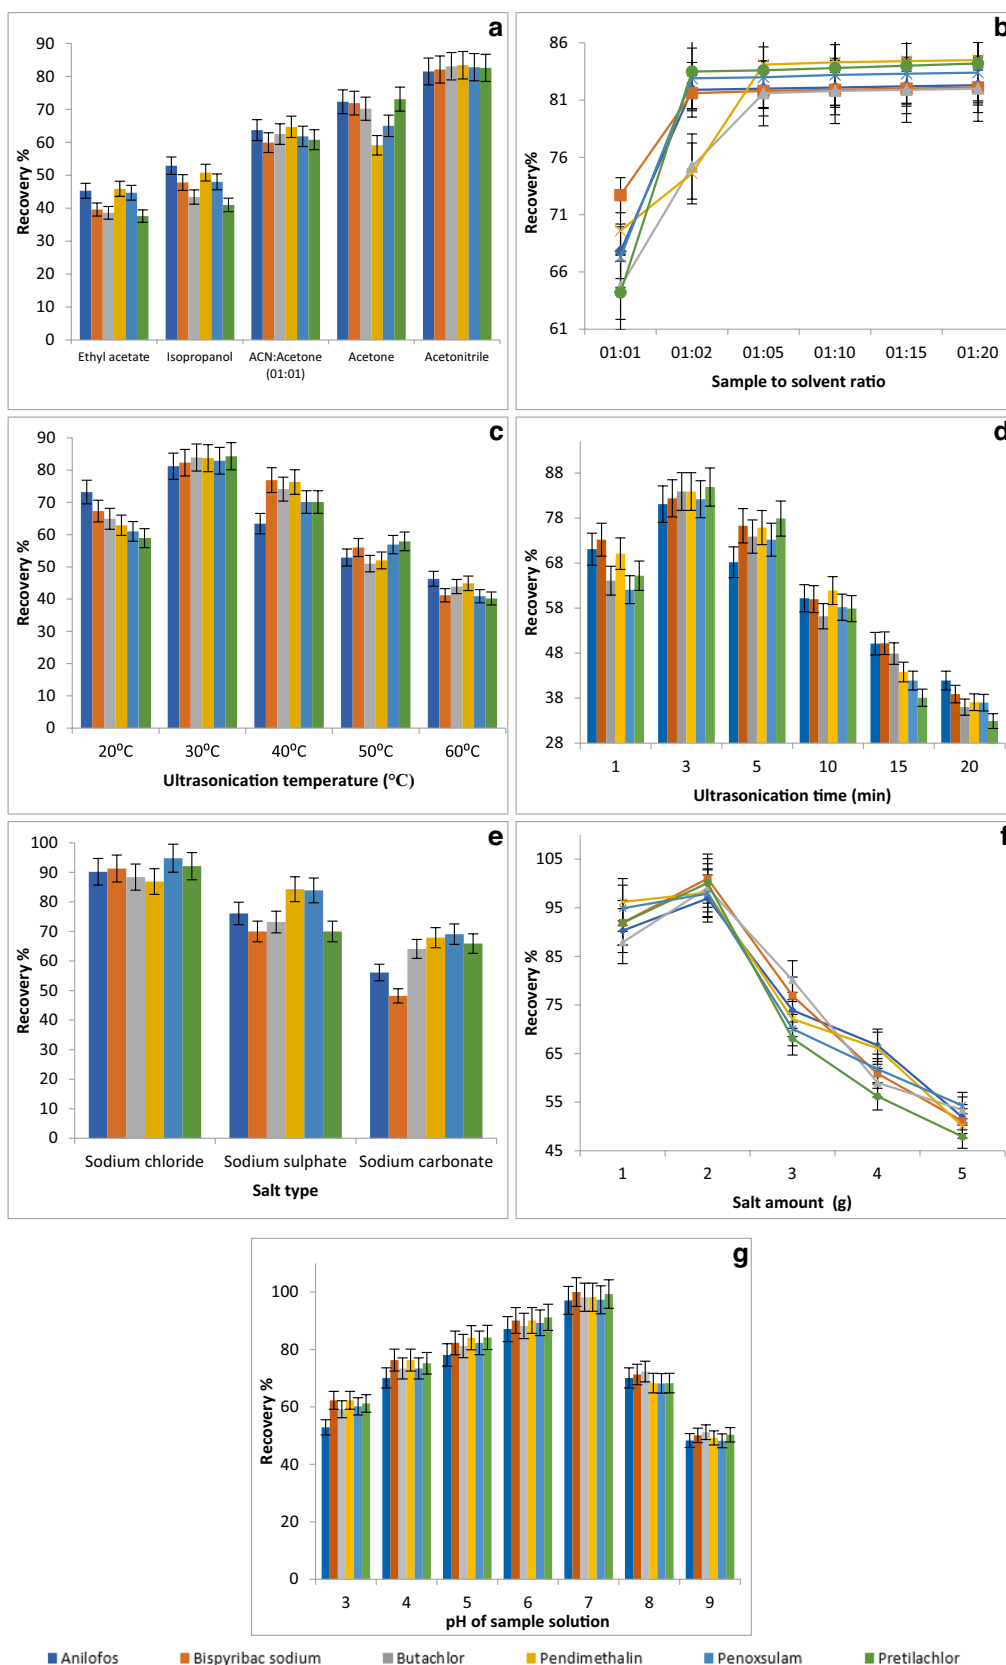 a
90
80
70
60
50
40
30
20
10
0
Recovery %
Ethyl acetate Isopropanol ACN:Acetone (01:01) Acetone Acetonitrile
b
86
81
76
71
66
61
Recovery%
01:01 01:02 01:05 01:10 01:15 01:20
Sample to solvent ratio
c
90
80
70
60
50
40
30
20
10
0
Recovery %
20⁰C 30⁰C 40⁰C 50⁰C 60⁰C
Ultrasonication temperature (°C)
d
88
78
68
58
48
38
28
Recovery %
1 3 5 10 15 20
Ultrasonication time (min)
e
100
90
80
70
60
50
40
30
20
10
0
Recovery %
Sodium chloride Sodium sulphate Sodium carbonate
Salt type
f
105
95
85
75
65
55
45
Recovery %
1 2 3 4 5
Salt amount (g)
g
100
80
60
40
20
0
Recovery %
3 4 5 6 7 8 9
pH of sample solution
Anilofos Bispyribac sodium Butachlor Pendimethalin Penoxsulam Pretilachlor